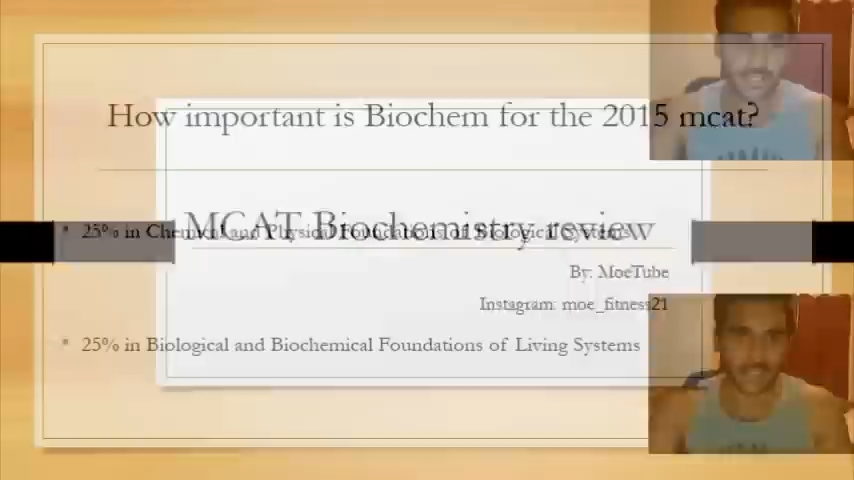 How important is Biochem for the 2015 mcat?
MCAT Biochemistry review
• 25% in Chemical and Physical Foundations of Biological Systems
By: MoeTube
Instagram: moe_fitness21
• 25% in Biological and Biochemical Foundations of Living Systems